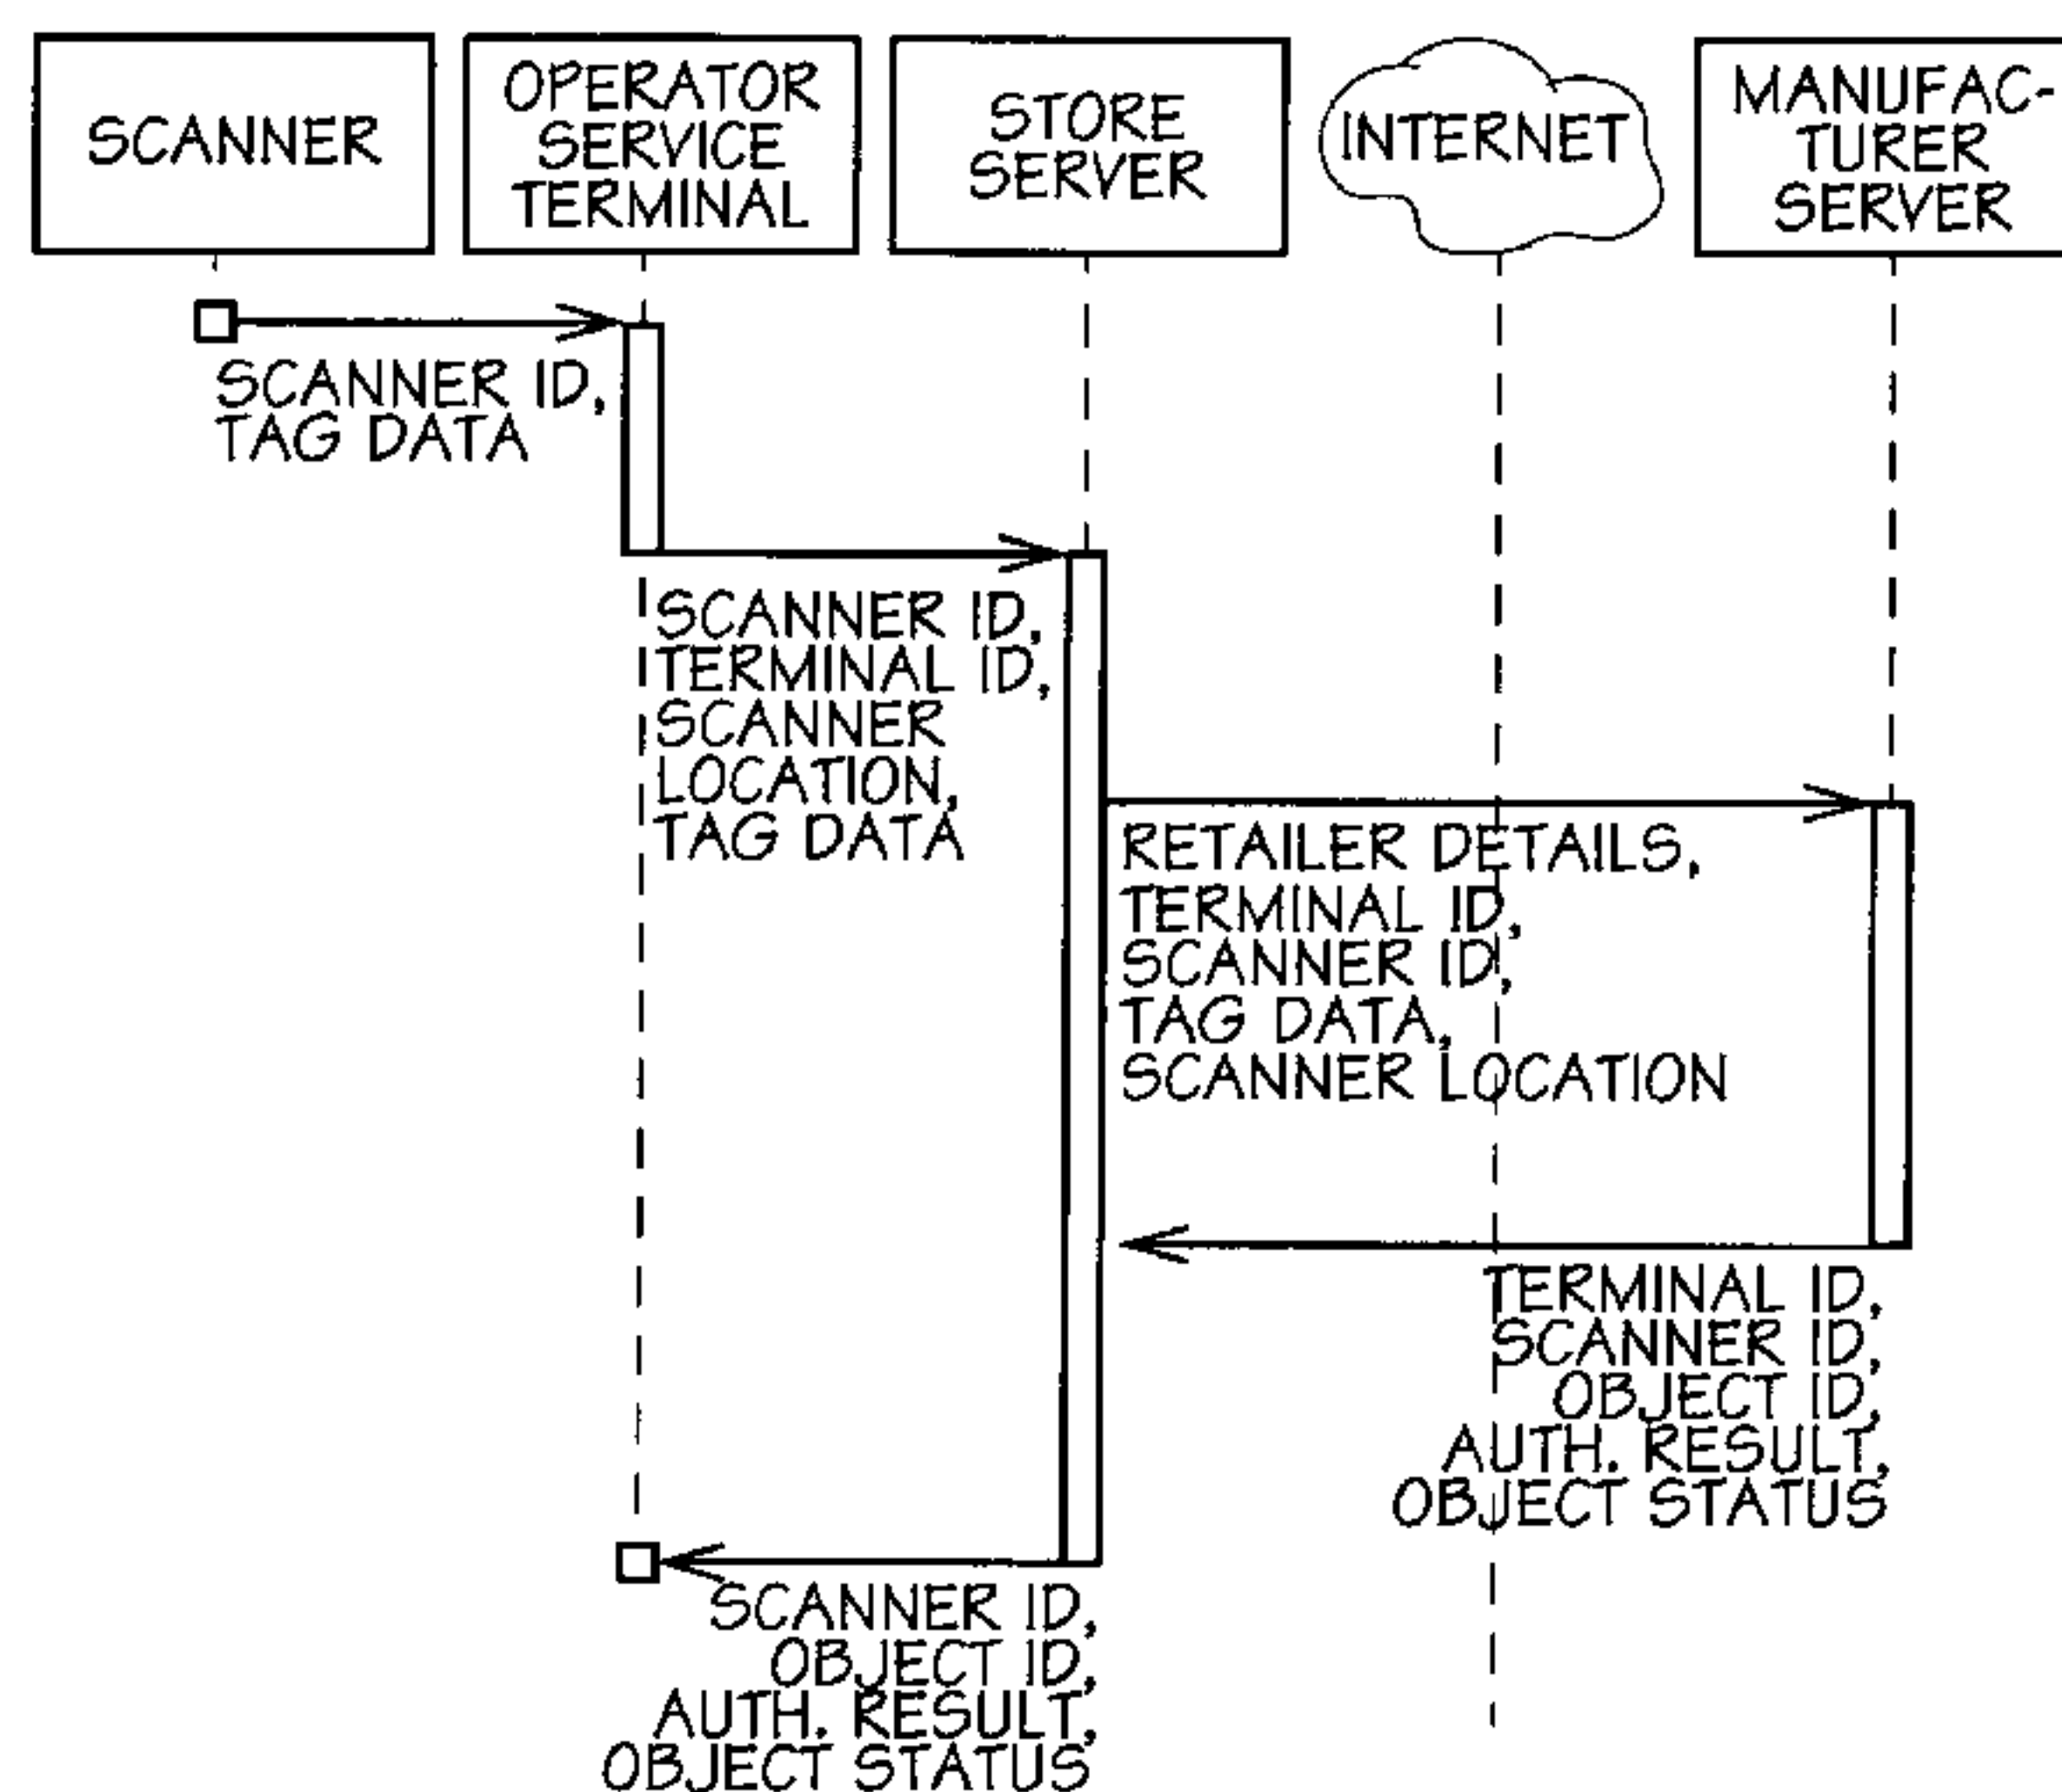 SCANNER
OPERATOR
SERVICE
TERMINAL
STORE
SERVER
INTERNET
MANUFAC-
TURER
SERVER
SCANNER ID,
TAG DATA
SCANNER ID,
TERMINAL ID,
SCANNER
LOCATION,
TAG DATA
RETAILER DETAILS,
TERMINAL ID,
SCANNER ID,
TAG DATA,
SCANNER LOCATION
TERMINAL ID,
SCANNER ID,
OBJECT ID,
AUTH. RESULT,
OBJECT STATUS
SCANNER ID,
OBJECT ID,
AUTH. RESULT,
OBJECT STATUS